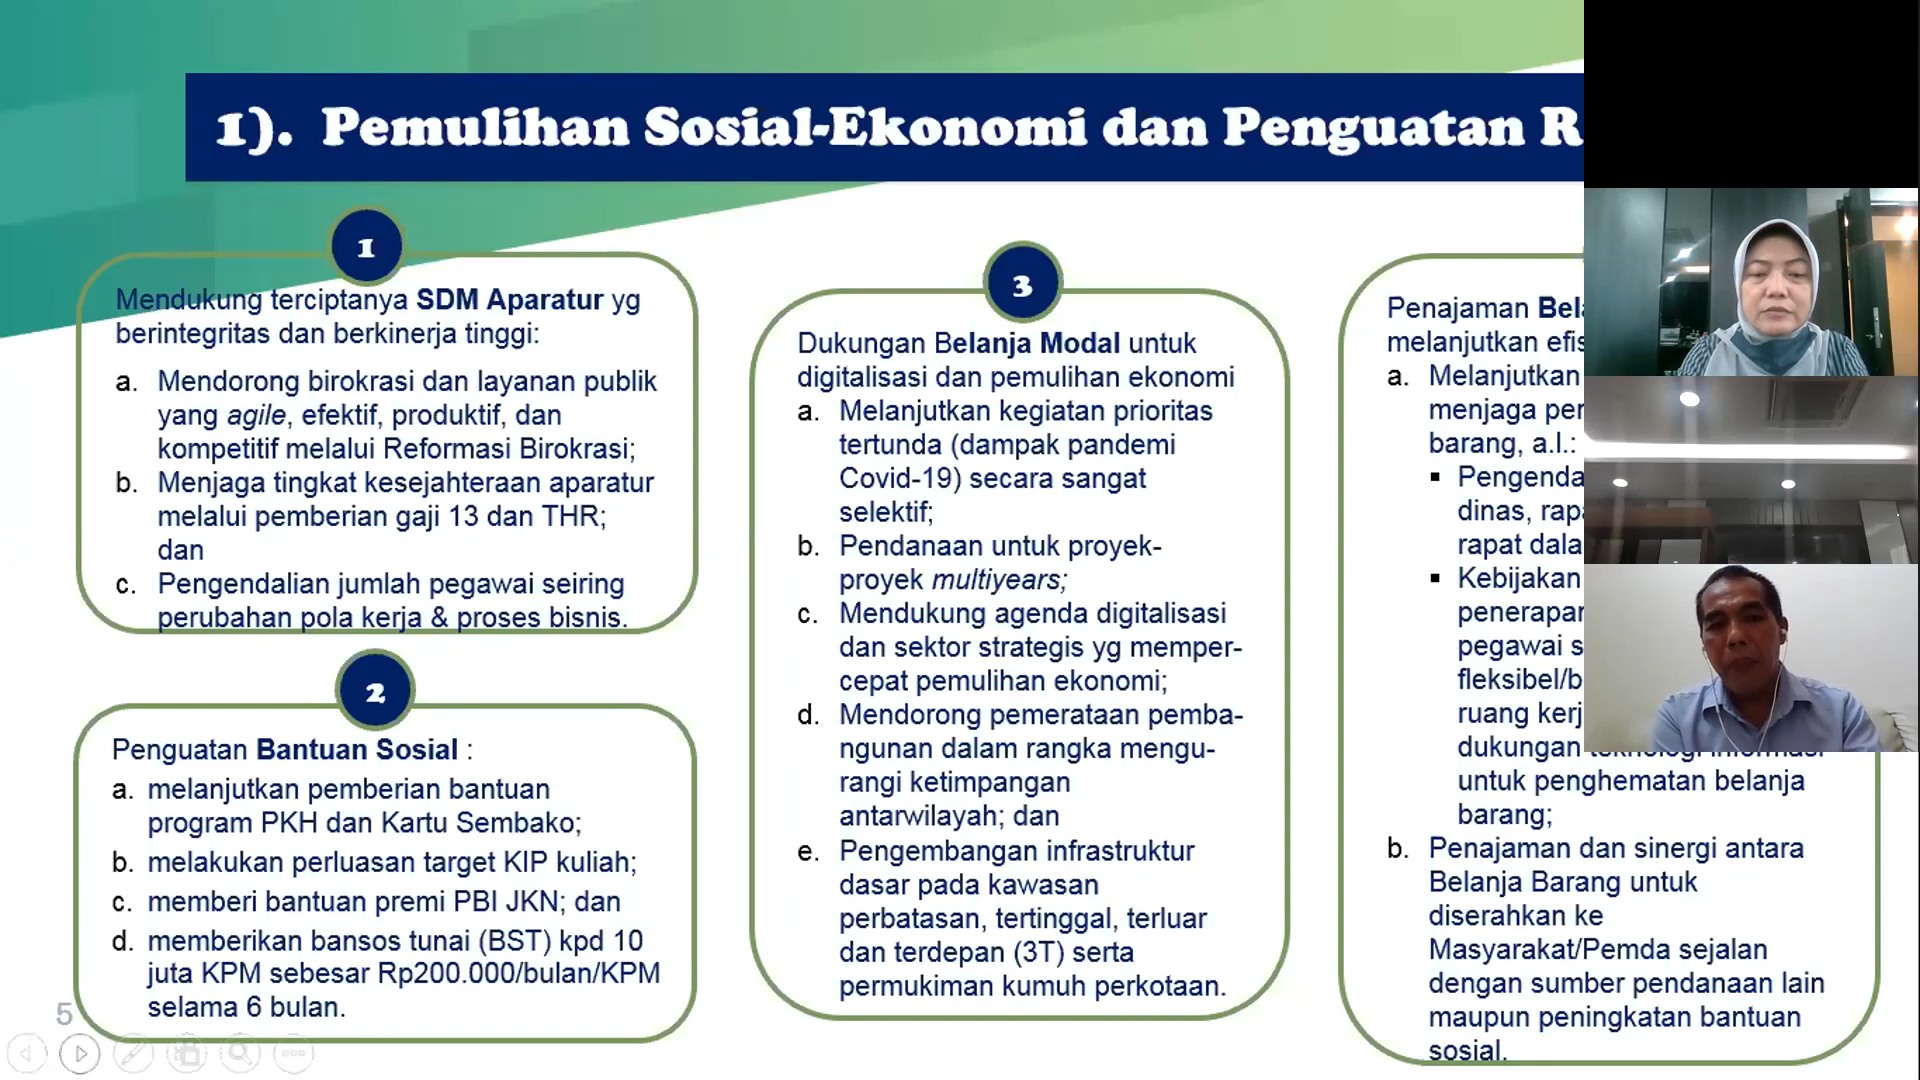 1). Pemulihan Sosial-Ekonomi dan Penguatan R
1
Mendukung terciptanya SDM Aparatur yg
berintegritas dan berkinerja tinggi:
a. Mendorong birokrasi dan layanan publik
yang agile, efektif, produktif, dan
kompetitif melalui Reformasi Birokrasi;
b. Menjaga tingkat kesejahteraan aparatur
melalui pemberian gaji 13 dan THR;
dan
c. Pengendalian jumlah pegawai seiring
perubahan pola kerja & proses bisnis.
2
Penguatan Bantuan Sosial :
a. melanjutkan pemberian bantuan
program PKH dan Kartu Sembako;
b. melakukan perluasan target KIP kuliah;
c. memberi bantuan premi PBI JKN; dan
d. memberikan bansos tunai (BST) kpd 10
juta KPM sebesar Rp200.000/bulan/KPM
selama 6 bulan.
3
Dukungan Belanja Modal untuk
digitalisasi dan pemulihan ekonomi
a. Melanjutkan kegiatan prioritas
tertunda (dampak pandemi
Covid-19) secara sangat
selektif;
b. Pendanaan untuk proyek-
proyek multiyears;
c. Mendukung agenda digitalisasi
dan sektor strategis yg memper-
cepat pemulihan ekonomi;
d. Mendorong pemerataan pemba-
ngunan dalam rangka mengu-
rangi ketimpangan
antarwilayah; dan
e. Pengembangan infrastruktur
dasar pada kawasan
perbatasan, tertinggal, terluar
dan terdepan (3T) serta
permukiman kumuh perkotaan.
Penajaman Bela
melanjutkan efis
a. Melanjutkan
menjaga per
barang, a.l.:
▪ Pengenda
dinas, rapa
rapat dala
▪ Kebijakan
penerapan
pegawai s
fleksibel/b
ruang kerj
dukungan teknologi informasi
untuk penghematan belanja
barang;
b. Penajaman dan sinergi antara
Belanja Barang untuk
diserahkan ke
Masyarakat/Pemda sejalan
dengan sumber pendanaan lain
maupun peningkatan bantuan
sosial.
5